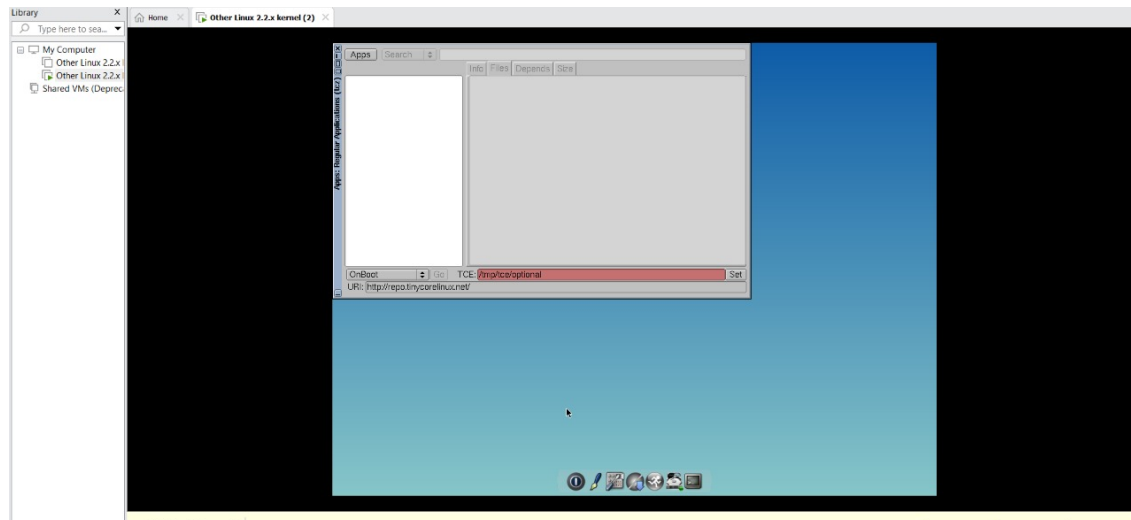 Library X
Home
Other Linux 2.2.x kernel (2)
Type here to sea...
My Computer
Other Linux 2.2.x
Other Linux 2.2.x
Shared VMs (Deprec
Apps: Regular Applications (tcz)
Apps Search
Info Files Depends Size
OnBoot Go TCE: /tmp/tce/optional Set
URI: http://repo.tinycorelinux.net/